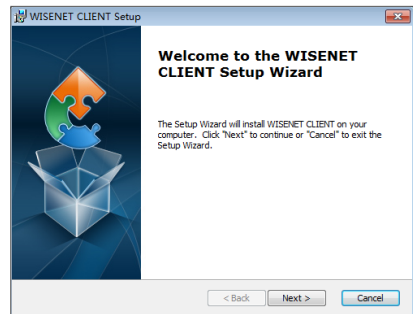 WISENET CLIENT Setup
Welcome to the WISENET
CLIENT Setup Wizard
The Setup Wizard will install WISENET CLIENT on your
computer. Click "Next" to continue or "Cancel" to exit the
Setup Wizard.
< Back Next > Cancel